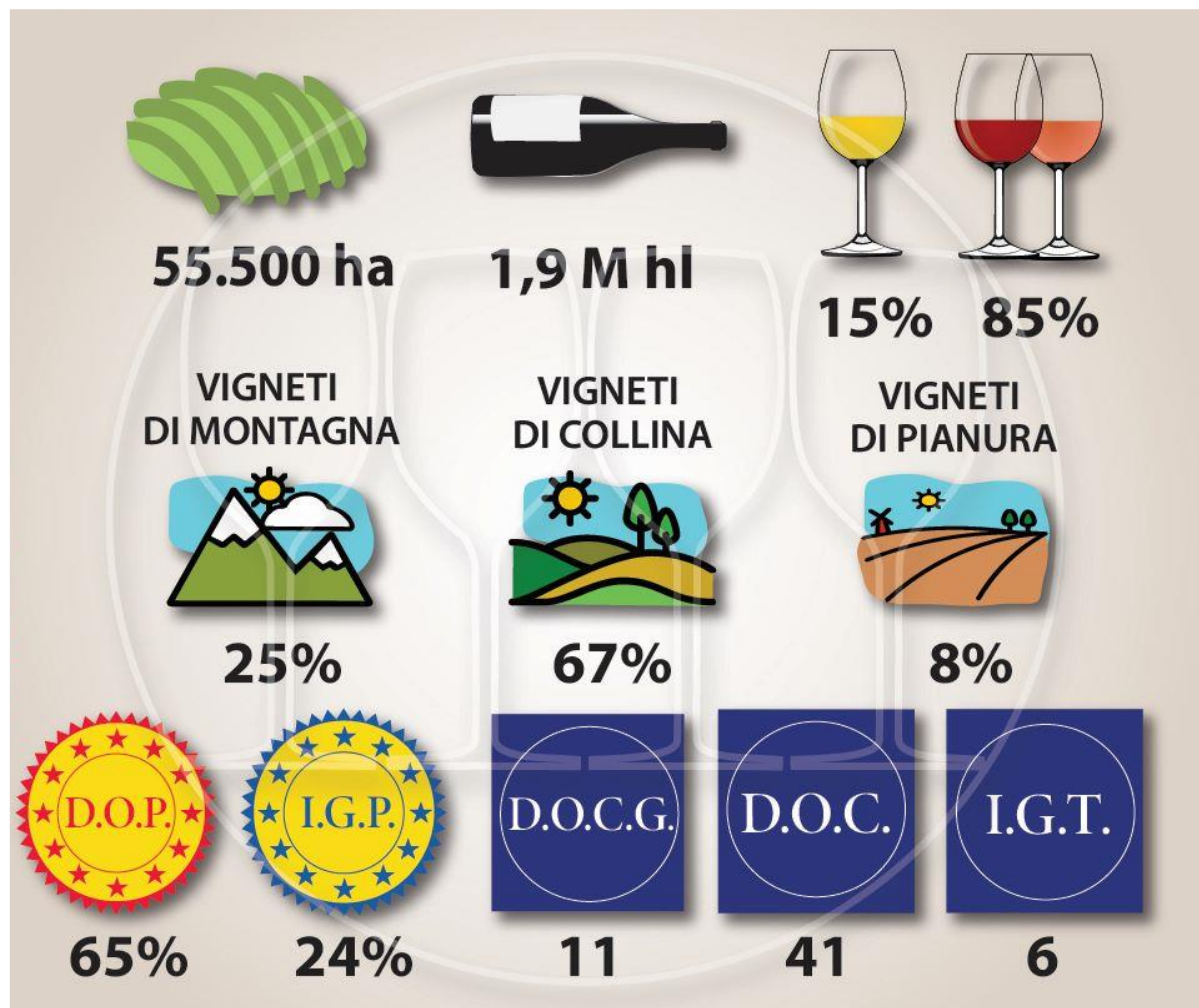 55.500 ha
1,9 M hl
15%
85%
VIGNETI
DI MONTAGNA
VIGNETI
DI COLLINA
VIGNETI
DI PIANURA
25%
67%
8%
D.O.P.
I.G.P.
D.O.C.G.
D.O.C.
I.G.T.
65%
24%
11
41
6